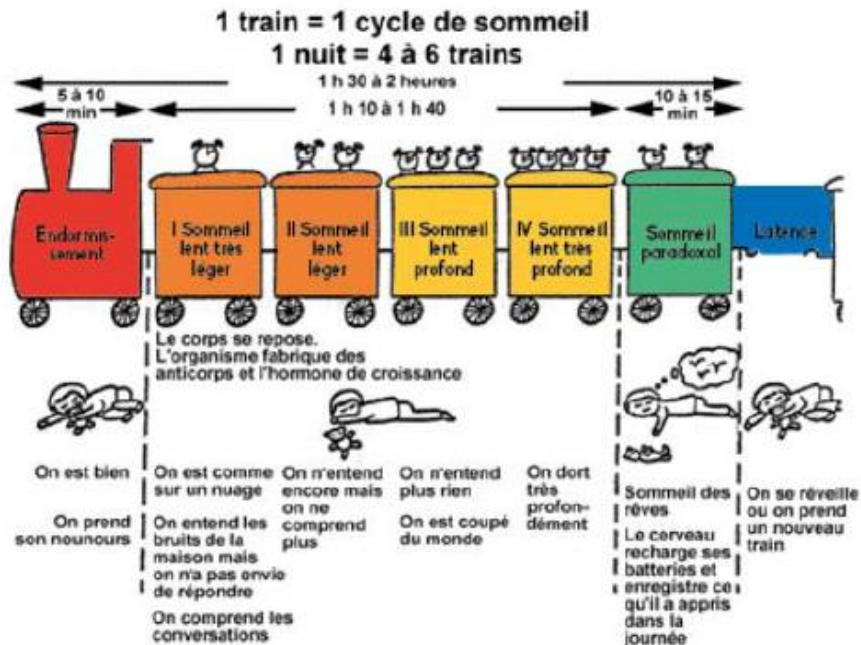 1 train = 1 cycle de sommeil
1 nuit = 4 à 6 trains
1 h 30 à 2 heures
5 à 10
min
1 h 10 à 1 h 40
10 à 15
min
Endormis-
sement
I Sommeil
lent très
léger
II Sommeil
lent
léger
III Sommeil
lent
profond
IV Sommeil
lent très
profond
Sommeil
paradoxal
Latence
Le corps se repose.
L'organisme fabrique des
anticorps et l'hormone de croissance
On est bien
On prend
son nounours
On est comme
sur un nuage
On entend les
bruits de la
maison mais
on n'a pas envie
de répondre
On comprend les
conversations
On n'entend
encore mais
on ne
comprend
plus
On n'entend
plus rien
On est coupé
du monde
On dort
très
profon-
dément
Sommeil des
rêves
Le cerveau
recharge ses
batteries et
enregistre ce
qu'il a appris
dans la
journée
On se réveille
ou on prend
un nouveau
train